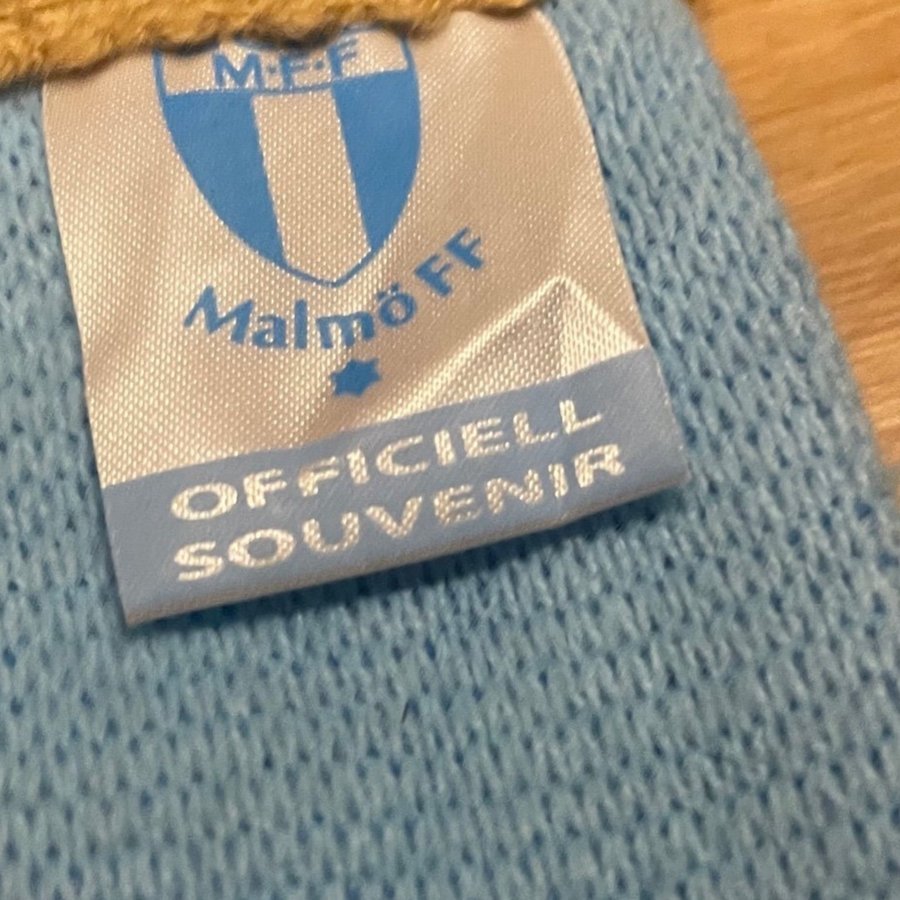 M·F·F
Malmö FF
OFFICIELL
SOUVENIR